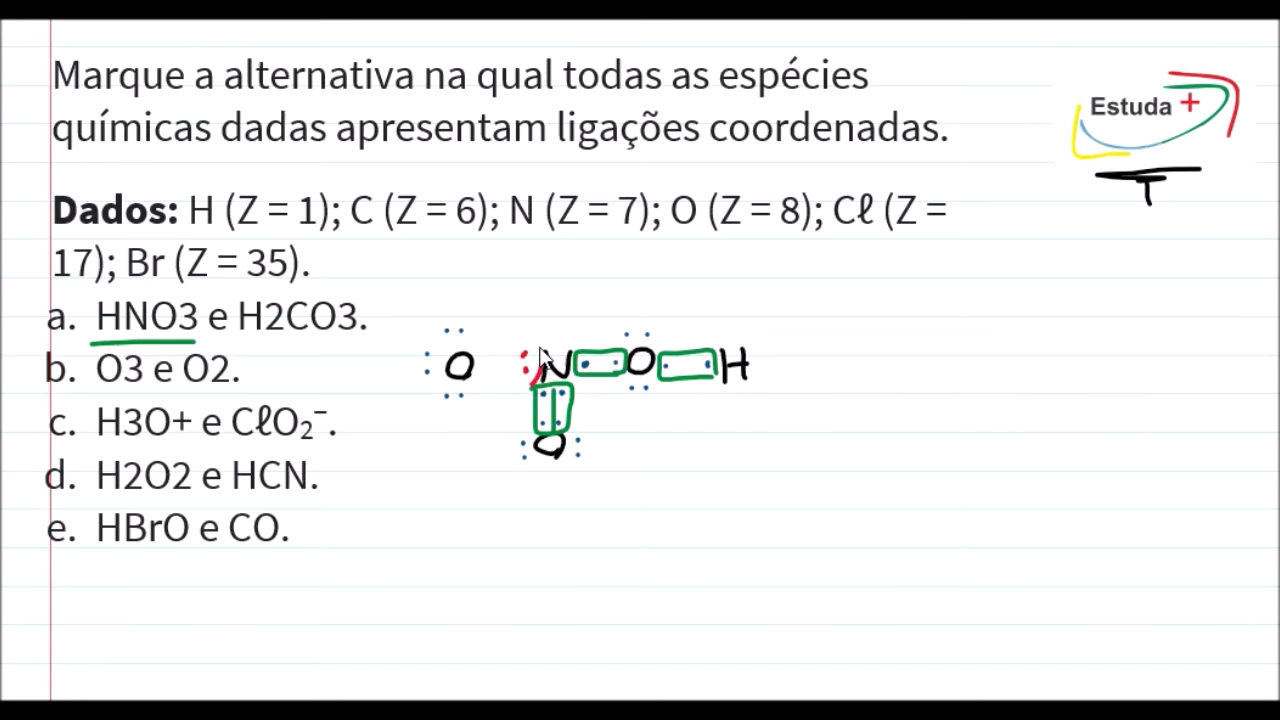 Marque a alternativa na qual todas as espécies
químicas dadas apresentam ligações coordenadas.
Estuda +
T
Dados: H (Z = 1); C (Z = 6); N (Z = 7); O (Z = 8); Cℓ (Z =
17); Br (Z = 35).
a. HNO3 e H2CO3.
b. O3 e O2.
c. H3O+ e CℓO₂⁻.
d. H2O2 e HCN.
e. HBrO e CO.
O N O H
O